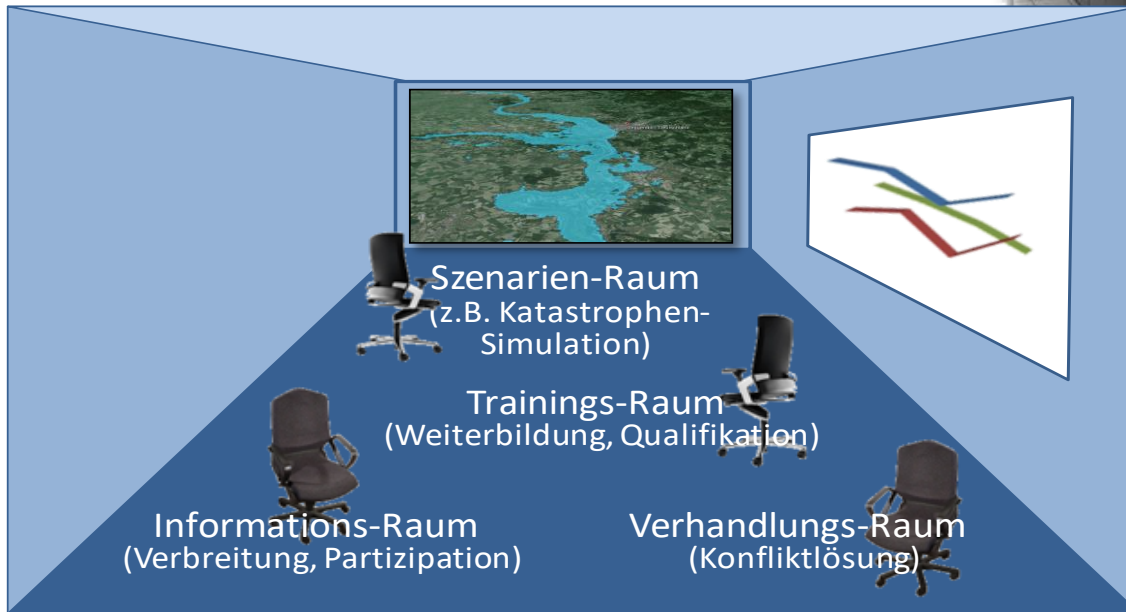 Szenarien-Raum
(z.B. Katastrophen-
Simulation)
Trainings-Raum
(Weiterbildung, Qualifikation)
Informations-Raum
(Verbreitung, Partizipation)
Verhandlungs-Raum
(Konfliktlösung)